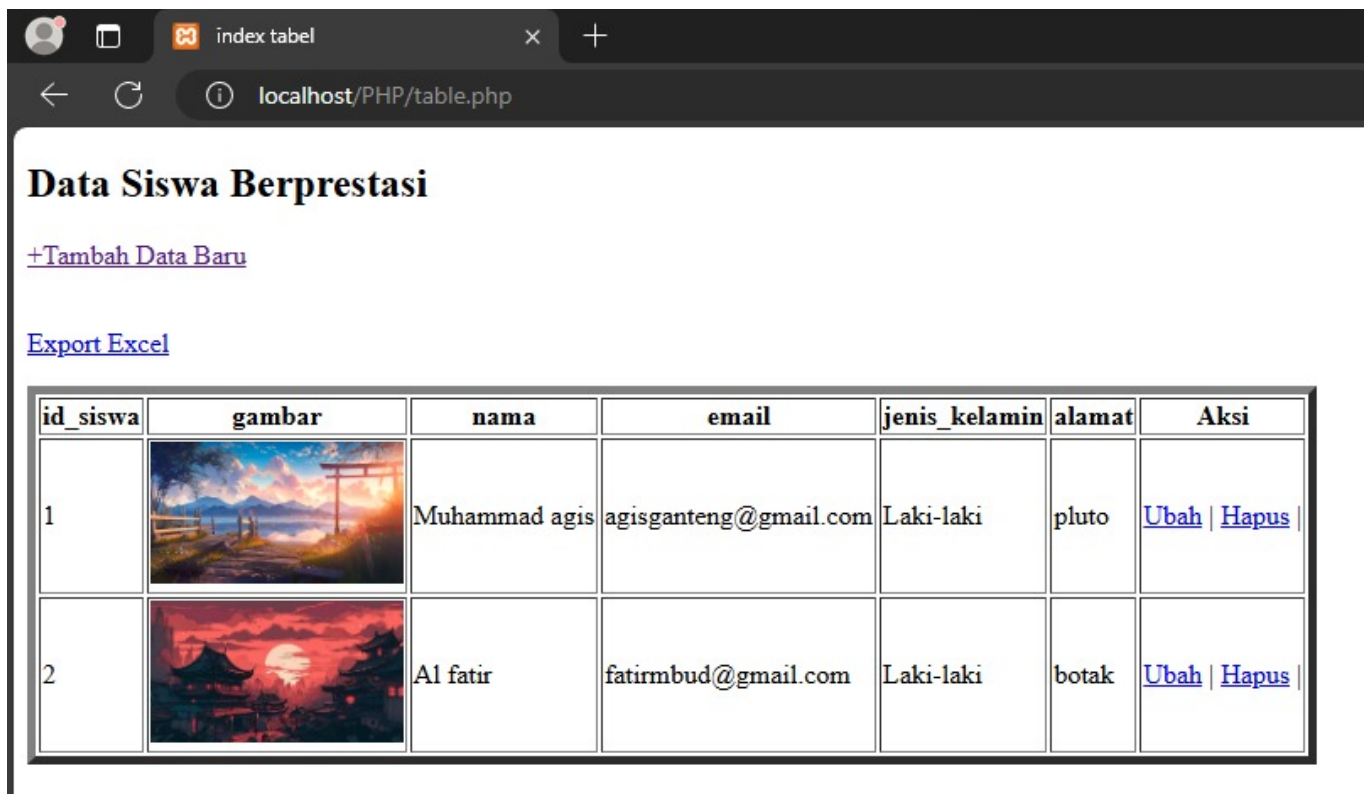 index tabel
localhost/PHP/table.php
Data Siswa Berprestasi
+Tambah Data Baru
Export Excel
id_siswa gambar nama email jenis_kelamin alamat Aksi
1 Muhammad agis agisganteng@gmail.com Laki-laki pluto Ubah | Hapus |
2 Al fatir fatirmbud@gmail.com Laki-laki botak Ubah | Hapus |